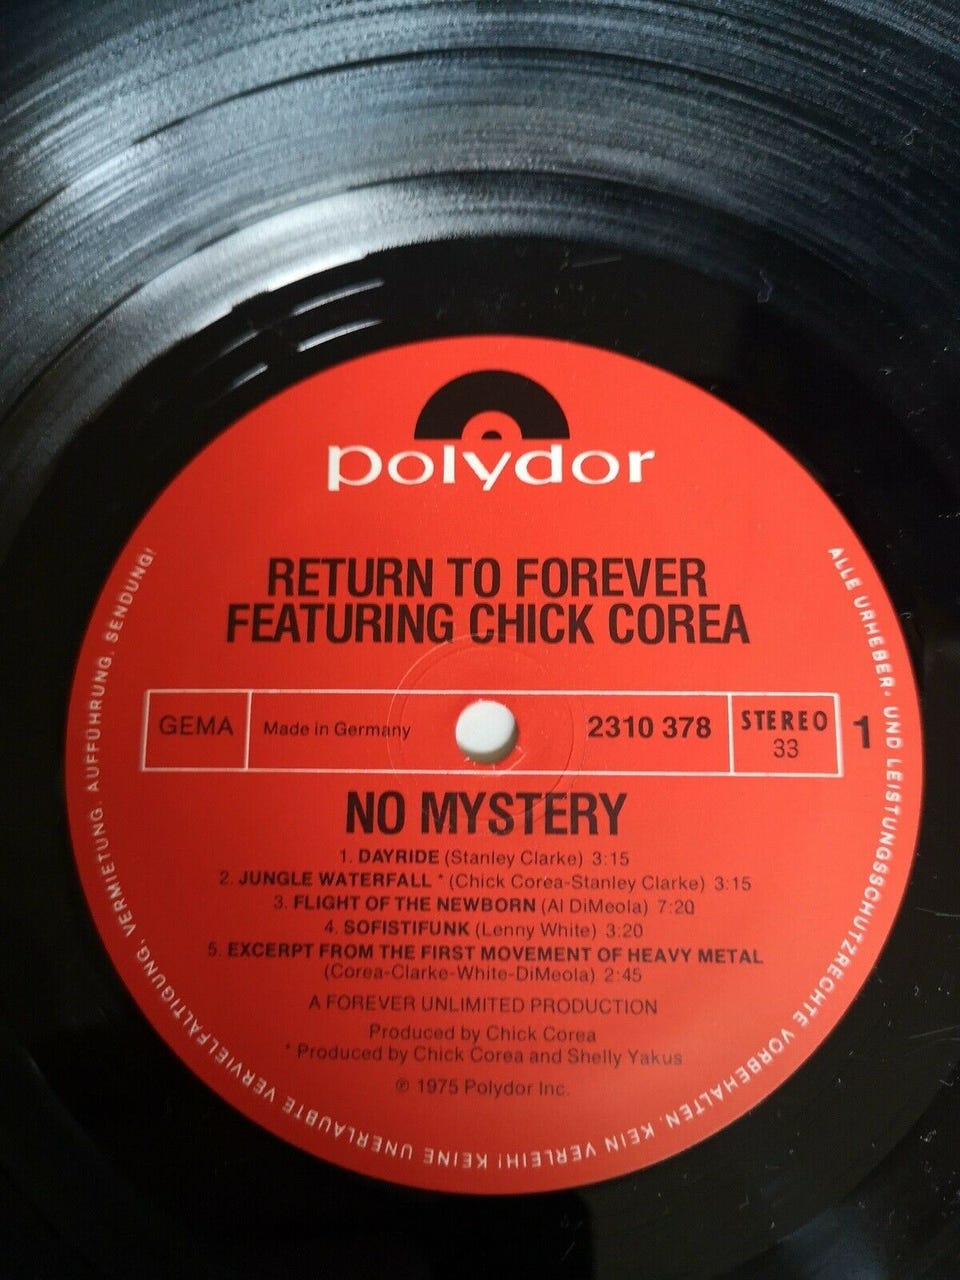 polydor
RETURN TO FOREVER
FEATURING CHICK COREA
GEMA
Made in Germany
2310 378
STEREO
33
1
NO MYSTERY
1. DAYRIDE (Stanley Clarke) 3:15
2. JUNGLE WATERFALL * (Chick Corea-Stanley Clarke) 3:15
3. FLIGHT OF THE NEWBORN (Al DiMeola) 7:20
4. SOFISTIFUNK (Lenny White) 3:20
5. EXCERPT FROM THE FIRST MOVEMENT OF HEAVY METAL
(Corea-Clarke-White-DiMeola) 2:45
A FOREVER UNLIMITED PRODUCTION
Produced by Chick Corea
* Produced by Chick Corea and Shelly Yakus
℗ 1975 Polydor Inc.
ALLE URHEBER- UND LEISTUNGSSCHUTZRECHTE VORBEHALTEN. KEIN VERLEIH! KEINE UNERLAUBTE VERVIELFÄLTIGUNG, VERMIETUNG, AUFFÜHRUNG, SENDUNG!